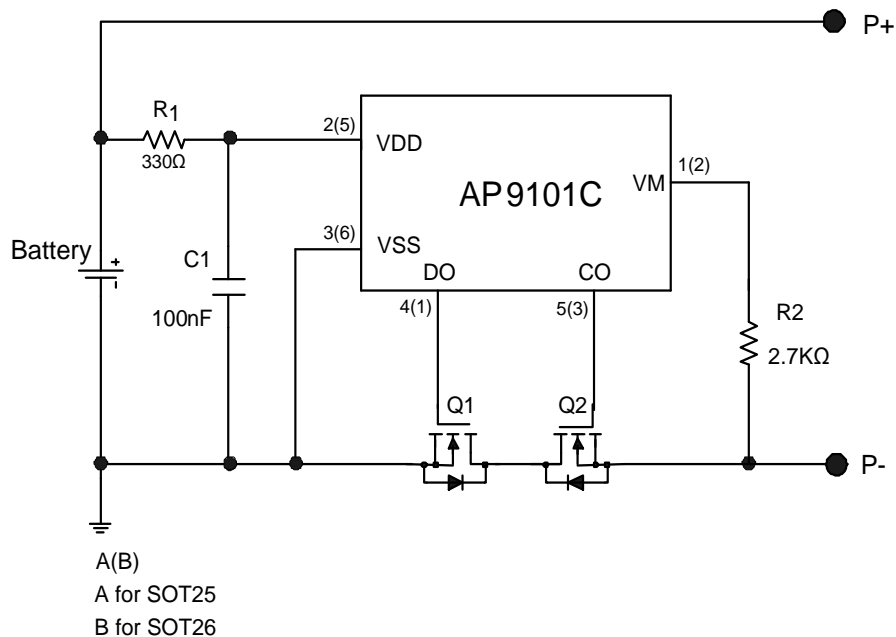 P+
R1
330Ω
2(5)
VDD
1(2)
VM
AP9101C
3(6)
VSS
Battery
+
-
C1
100nF
DO
CO
4(1)
5(3)
R2
2.7KΩ
Q1
Q2
P-
A(B)
A for SOT25
B for SOT26